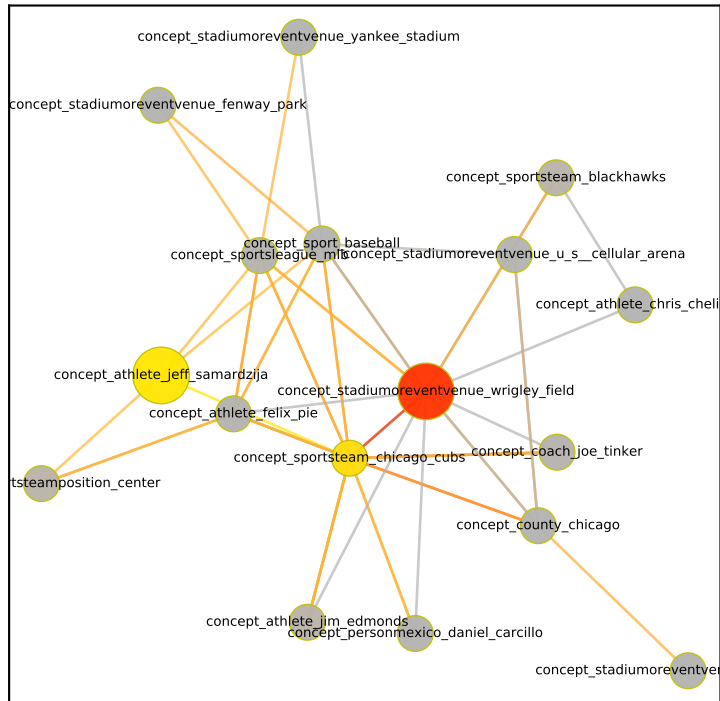 concept_stadiumoreventvenue_yankee_stadium
concept_stadiumoreventvenue_fenway_park
concept_sportsteam_blackhawks
concept_sport_baseball
concept_sportsleague_mlb
concept_stadiumoreventvenue_u_s__cellular_arena
concept_athlete_chris_cheli
concept_athlete_jeff_samardzija
concept_stadiumoreventvenue_wrigley_field
concept_athlete_felix_pie
concept_coach_joe_tinker
concept_sportsteam_chicago_cubs
rtsteamposition_center
concept_county_chicago
concept_athlete_jim_edmonds
concept_personmexico_daniel_carcillo
concept_stadiumoreventver